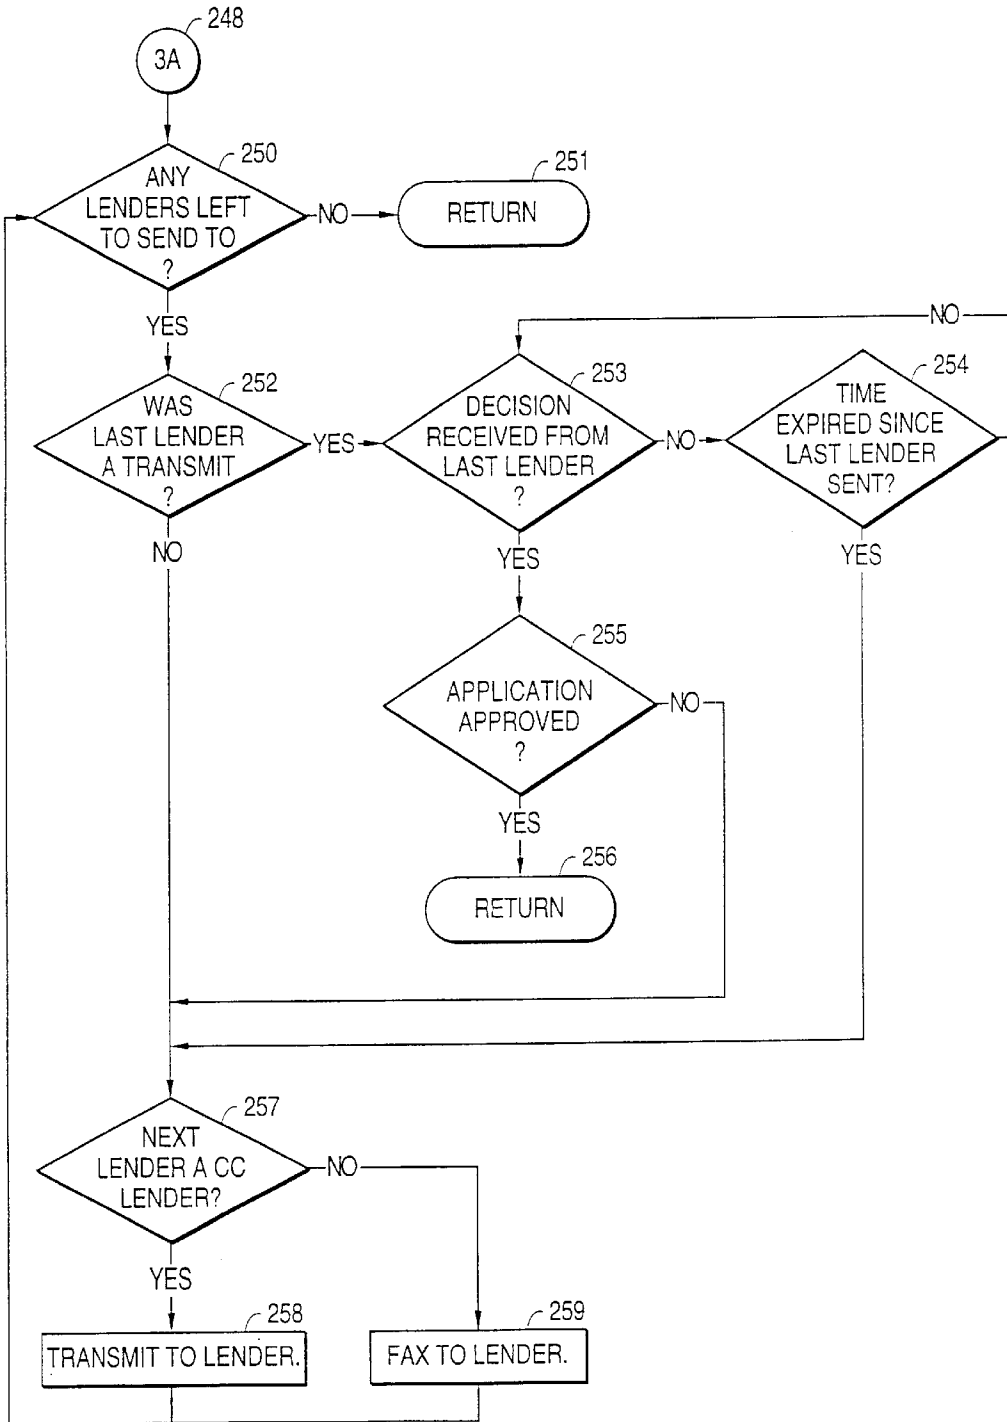 248
3A
250
ANY
LENDERS LEFT
TO SEND TO
?
NO
251
RETURN
YES
252
WAS
LAST LENDER
A TRANSMIT
?
YES
NO
253
DECISION
RECEIVED FROM
LAST LENDER
?
NO
254
TIME
EXPIRED SINCE
LAST LENDER
SENT?
NO
YES
YES
255
APPLICATION
APPROVED
?
NO
YES
256
RETURN
257
NEXT
LENDER A CC
LENDER?
NO
YES
258
TRANSMIT TO LENDER.
259
FAX TO LENDER.